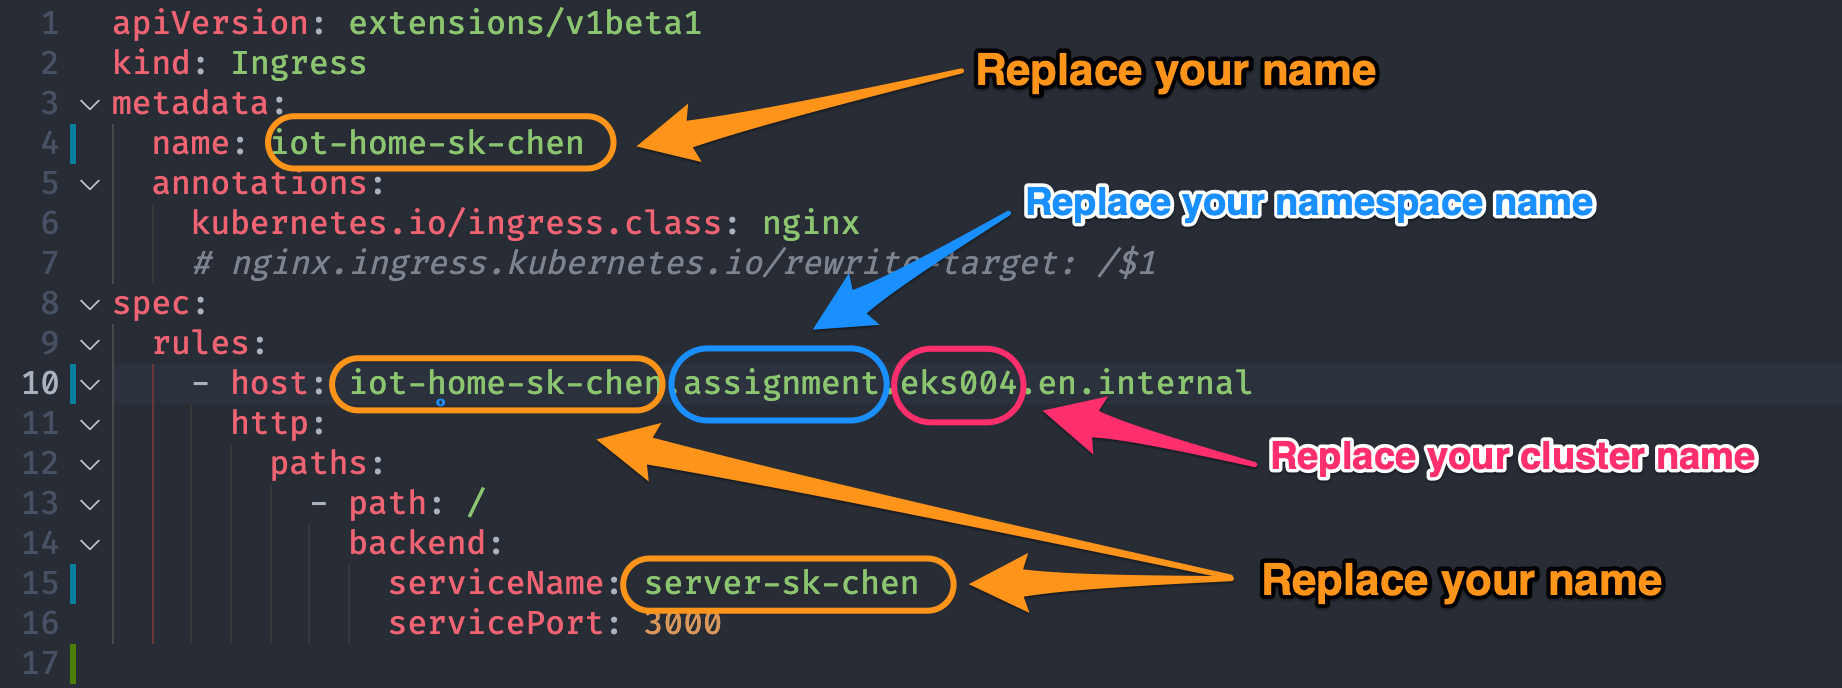 1 apiVersion: extensions/v1beta1
2 kind: Ingress
Replace your name
3 metadata:
4 name: iot-home-sk-chen
5 annotations:
Replace your namespace name
6 kubernetes.io/ingress.class: nginx
7 # nginx.ingress.kubernetes.io/rewrite-target: /$1
8 spec:
9 rules:
10 - host: iot-home-sk-chen.assignment.eks004.en.internal
11 http:
Replace your cluster name
12 paths:
13 - path: /
14 backend:
15 serviceName: server-sk-chen
Replace your name
16 servicePort: 3000
17